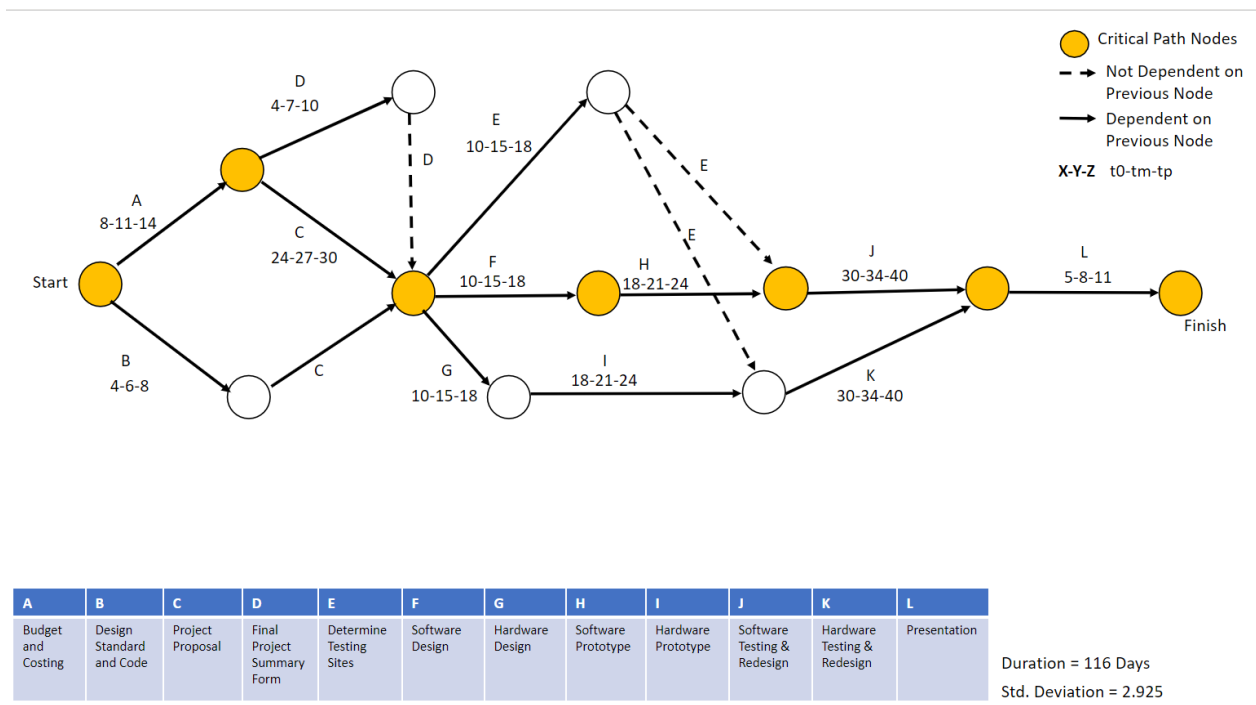 Critical Path Nodes
Not Dependent on
Previous Node
Dependent on
Previous Node
X-Y-Z t0-tm-tp
D
4-7-10
D
E
10-15-18
E
E
A
8-11-14
C
24-27-30
Start
F
10-15-18
H
18-21-24
J
30-34-40
L
5-8-11
Finish
B
4-6-8
C
G
10-15-18
I
18-21-24
K
30-34-40
A B C D E F G H I J K L
Budget and Costing
Design Standard and Code
Project Proposal
Final Project Summary Form
Determine Testing Sites
Software Design
Hardware Design
Software Prototype
Hardware Prototype
Software Testing & Redesign
Hardware Testing & Redesign
Presentation
Duration = 116 Days
Std. Deviation = 2.925